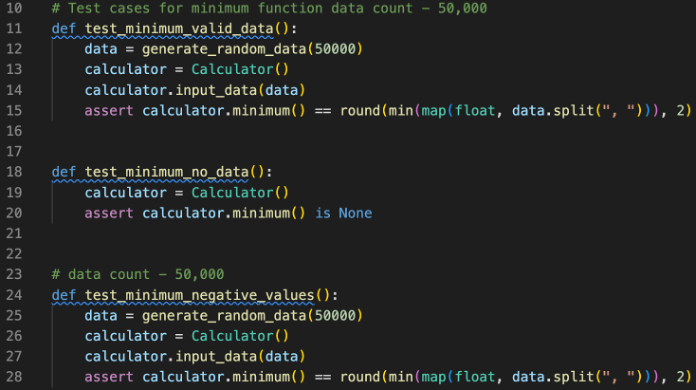 10 # Test cases for minimum function data count - 50,000
11 def test_minimum_valid_data():
12     data = generate_random_data(50000)
13     calculator = Calculator()
14     calculator.input_data(data)
15     assert calculator.minimum() == round(min(map(float, data.split(", "))), 2)
16
17
18 def test_minimum_no_data():
19     calculator = Calculator()
20     assert calculator.minimum() is None
21
22
23 # data count - 50,000
24 def test_minimum_negative_values():
25     data = generate_random_data(50000)
26     calculator = Calculator()
27     calculator.input_data(data)
28     assert calculator.minimum() == round(min(map(float, data.split(", "))), 2)